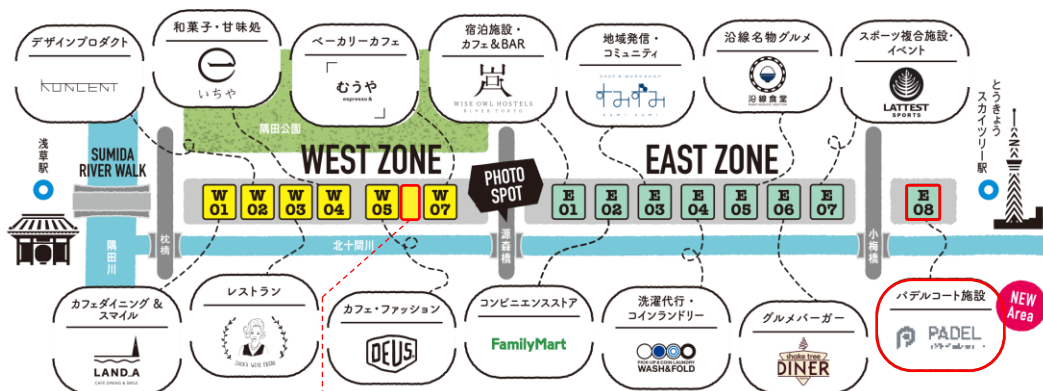 デザインプロダクト
KONCENT
和菓子・甘味処
いちや
ベーカリーカフェ
むうや
espresso &
宿泊施設・
カフェ&BAR
WISE OWL HOSTELS
RIVER TOKYO
地域発信・
コミュニティ
すみずみ
沿線名物グルメ
沿線食堂
スポーツ複合施設・
イベント
LATTEST
SPORTS
とうきょう
スカイツリー駅
隅田公園
浅草駅
SUMIDA
RIVER WALK
WEST ZONE
PHOTO
SPOT
EAST ZONE
W
01
W
02
W
03
W
04
W
05
W
07
E
01
E
02
E
03
E
04
E
05
E
06
E
07
E
08
隅田川
枕橋
北十間川
源森橋
小梅橋
カフェダイニング &
スマイル
LAND_A
CAFE DINING & SMILE
レストラン
カフェ・ファッション
DEUS
コンビニエンスストア
FamilyMart
洗濯代行・
コインランドリー
PICK UP & COIN LAUNDRY
WASH&FOLD
グルメバーガー
shake tree
DINER
パデルコート施設
PADEL
NEW
Area